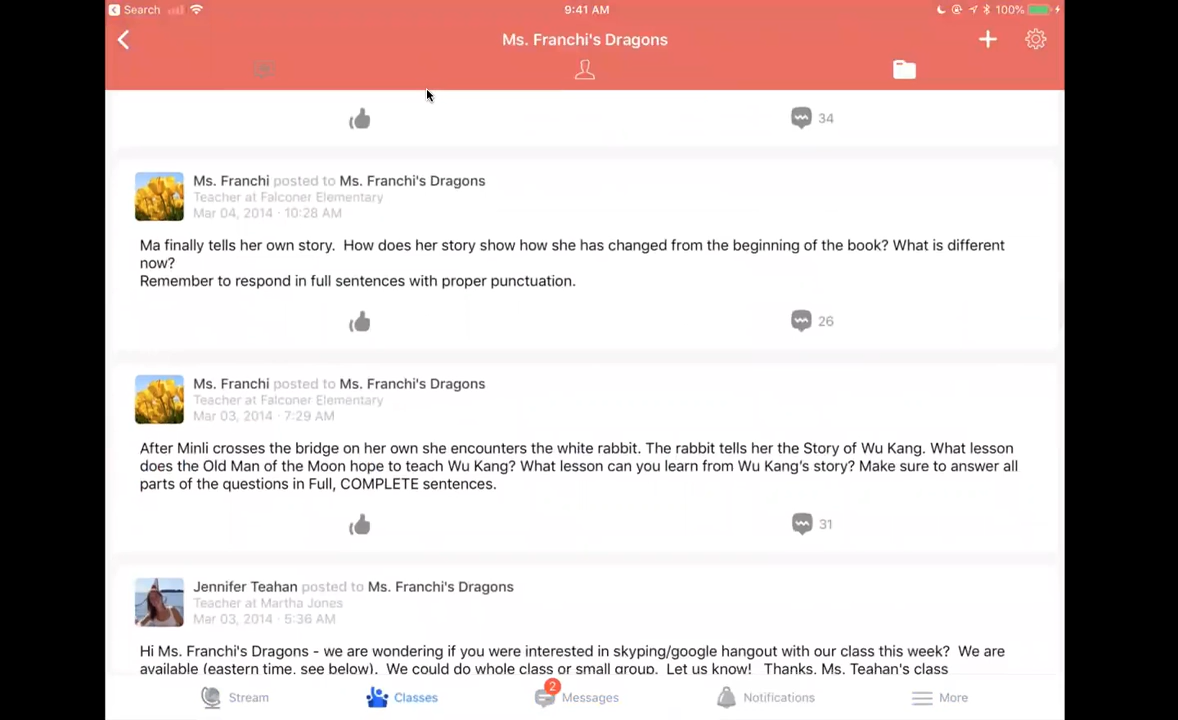 Search
9:41 AM
100%
Ms. Franchi's Dragons
34
Ms. Franchi posted to Ms. Franchi's Dragons
Teacher at Falconer Elementary
Mar 04, 2014 · 10:28 AM
Ma finally tells her own story.  How does her story show how she has changed from the beginning of the book? What is different
now?
Remember to respond in full sentences with proper punctuation.
26
Ms. Franchi posted to Ms. Franchi's Dragons
Teacher at Falconer Elementary
Mar 03, 2014 · 7:29 AM
After Minli crosses the bridge on her own she encounters the white rabbit. The rabbit tells her the Story of Wu Kang. What lesson
does the Old Man of the Moon hope to teach Wu Kang? What lesson can you learn from Wu Kang's story? Make sure to answer all
parts of the questions in Full, COMPLETE sentences.
31
Jennifer Teahan posted to Ms. Franchi's Dragons
Teacher at Martha Jones
Mar 03, 2014 · 5:36 AM
Hi Ms. Franchi's Dragons - we are wondering if you were interested in skyping/google hangout with our class this week?  We are
available (eastern time, see below).  We could do whole class or small group.  Let us know!   Thanks, Ms. Teahan's class
Stream
Classes
2
Messages
Notifications
More